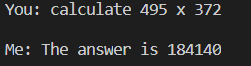 You: calculate 495 x 372
Me: The answer is 184140